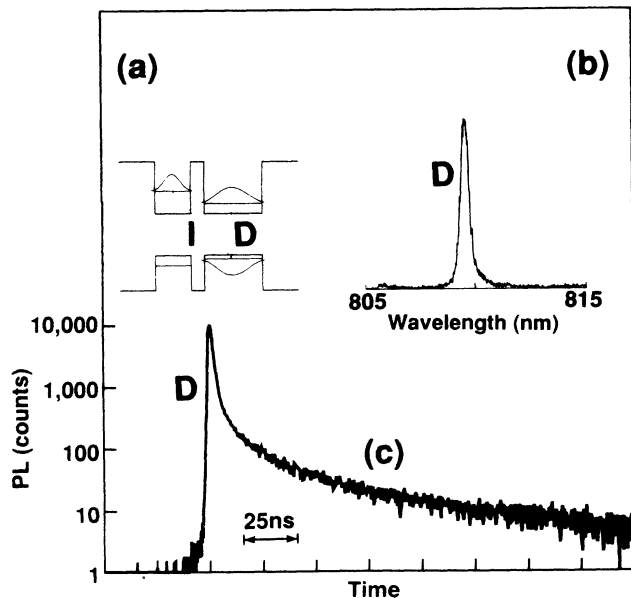 (a)
(b)
D
I D
805 815
Wavelength (nm)
10,000
1,000
100
10
1
PL (counts)
D
(c)
25ns
Time